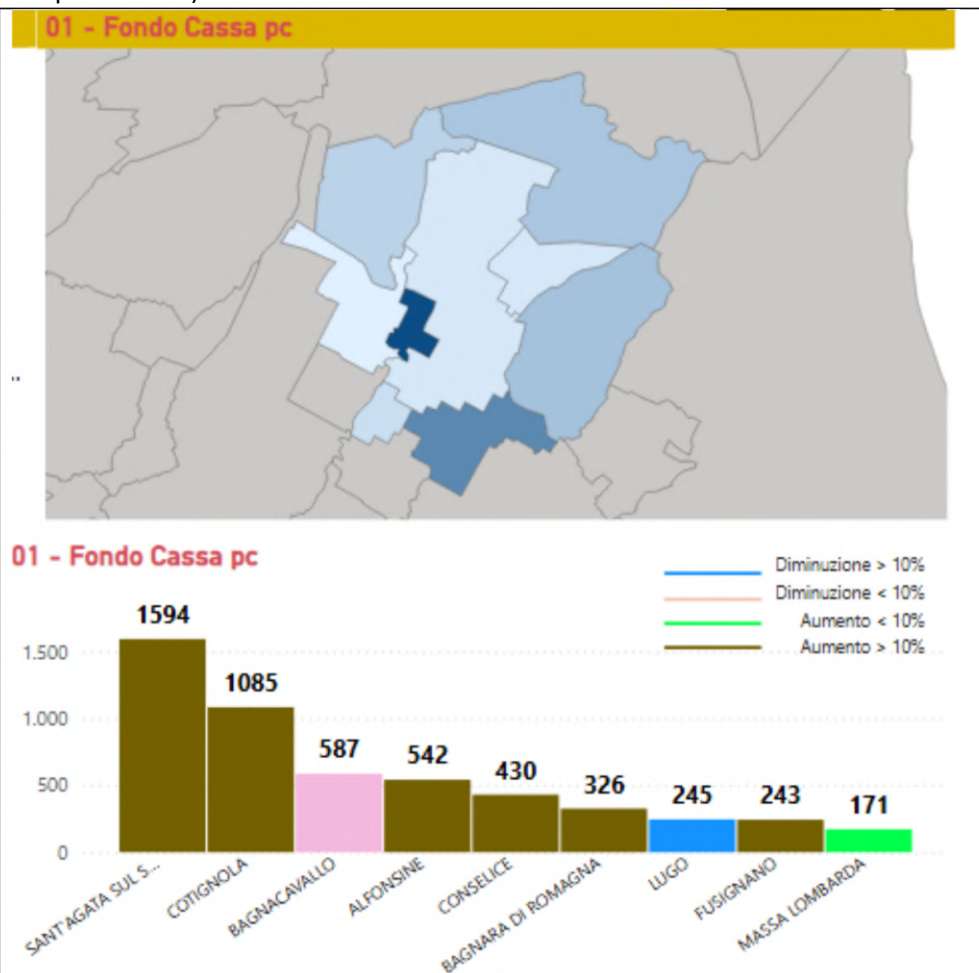 01 - Fondo Cassa pc
01 - Fondo Cassa pc
Diminuzione > 10%
Diminuzione < 10%
Aumento < 10%
Aumento > 10%
1594
1085
587
542
430
326
245
243
171
1.500
1.000
500
0
SANT'AGATA SUL S...
COTIGNOLA
BAGNACAVALLO
ALFONSINE
CONSELICE
BAGNARA DI ROMAGNA
LUGO
FUSIGNANO
MASSA LOMBARDA